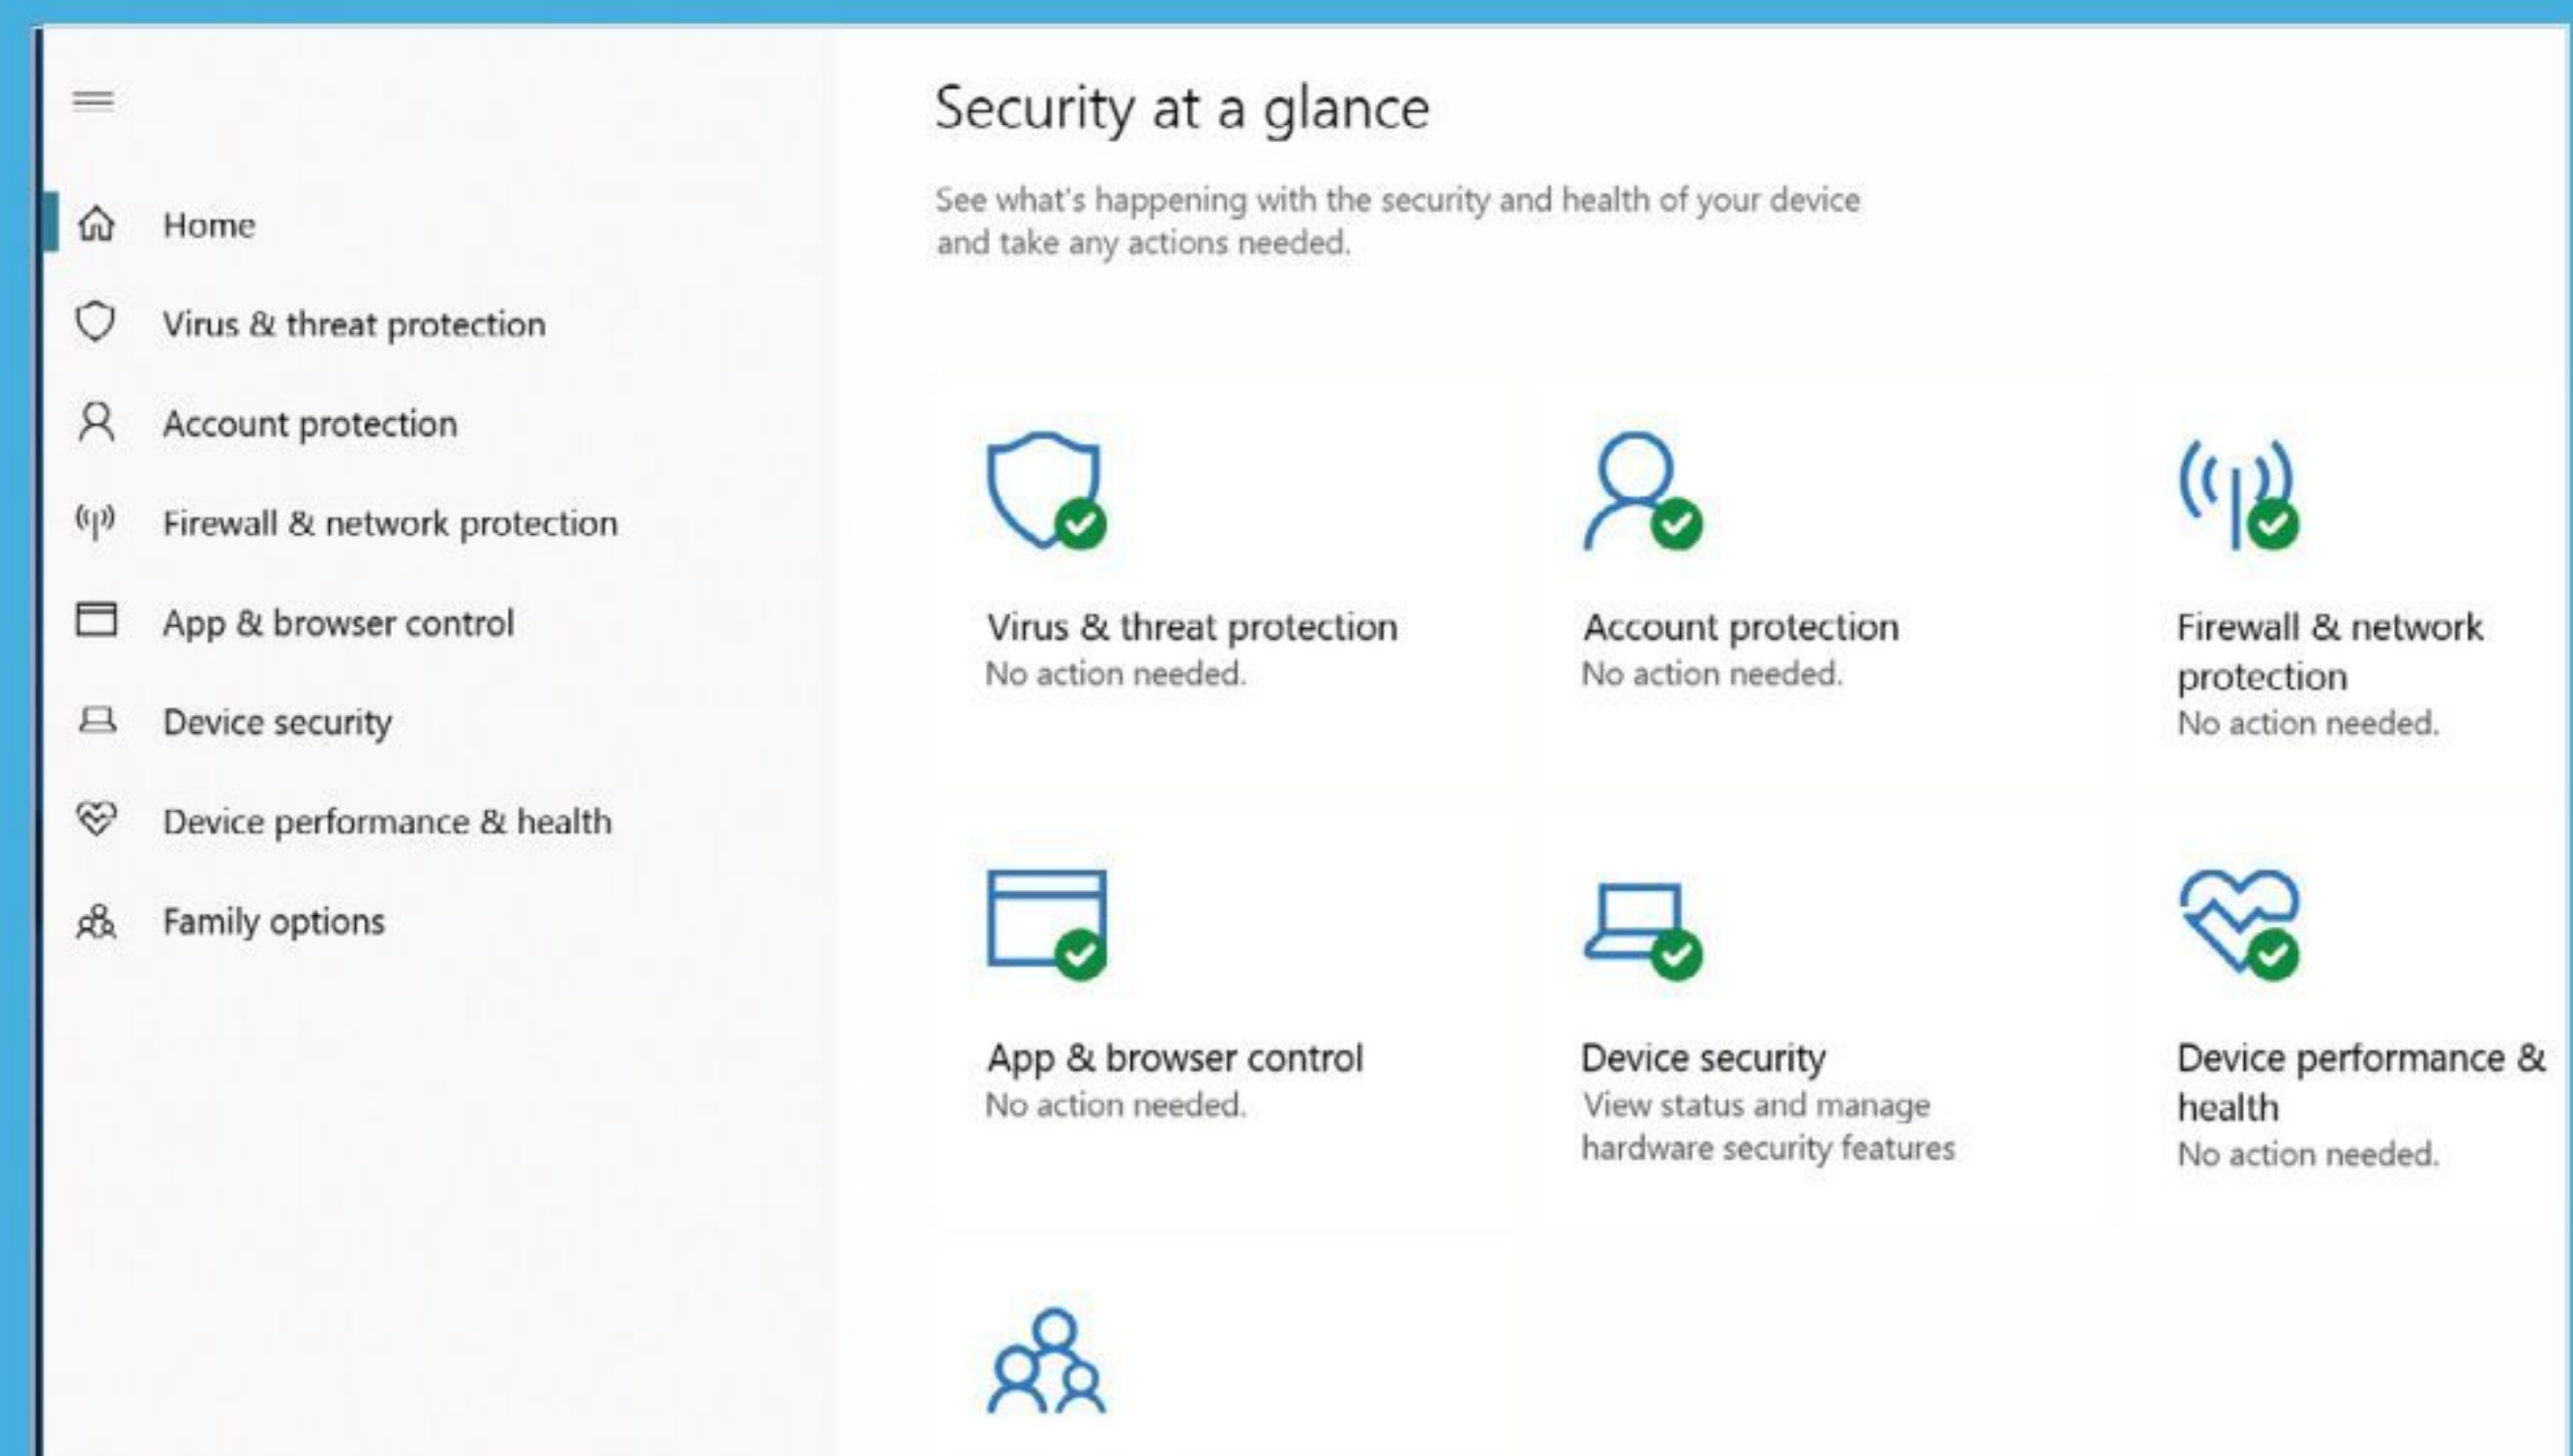 Home
Virus & threat protection
Account protection
Firewall & network protection
App & browser control
Device security
Device performance & health
Family options
Security at a glance
See what's happening with the security and health of your device
and take any actions needed.
Virus & threat protection
No action needed.
Account protection
No action needed.
Firewall & network
protection
No action needed.
App & browser control
No action needed.
Device security
View status and manage
hardware security features
Device performance &
health
No action needed.